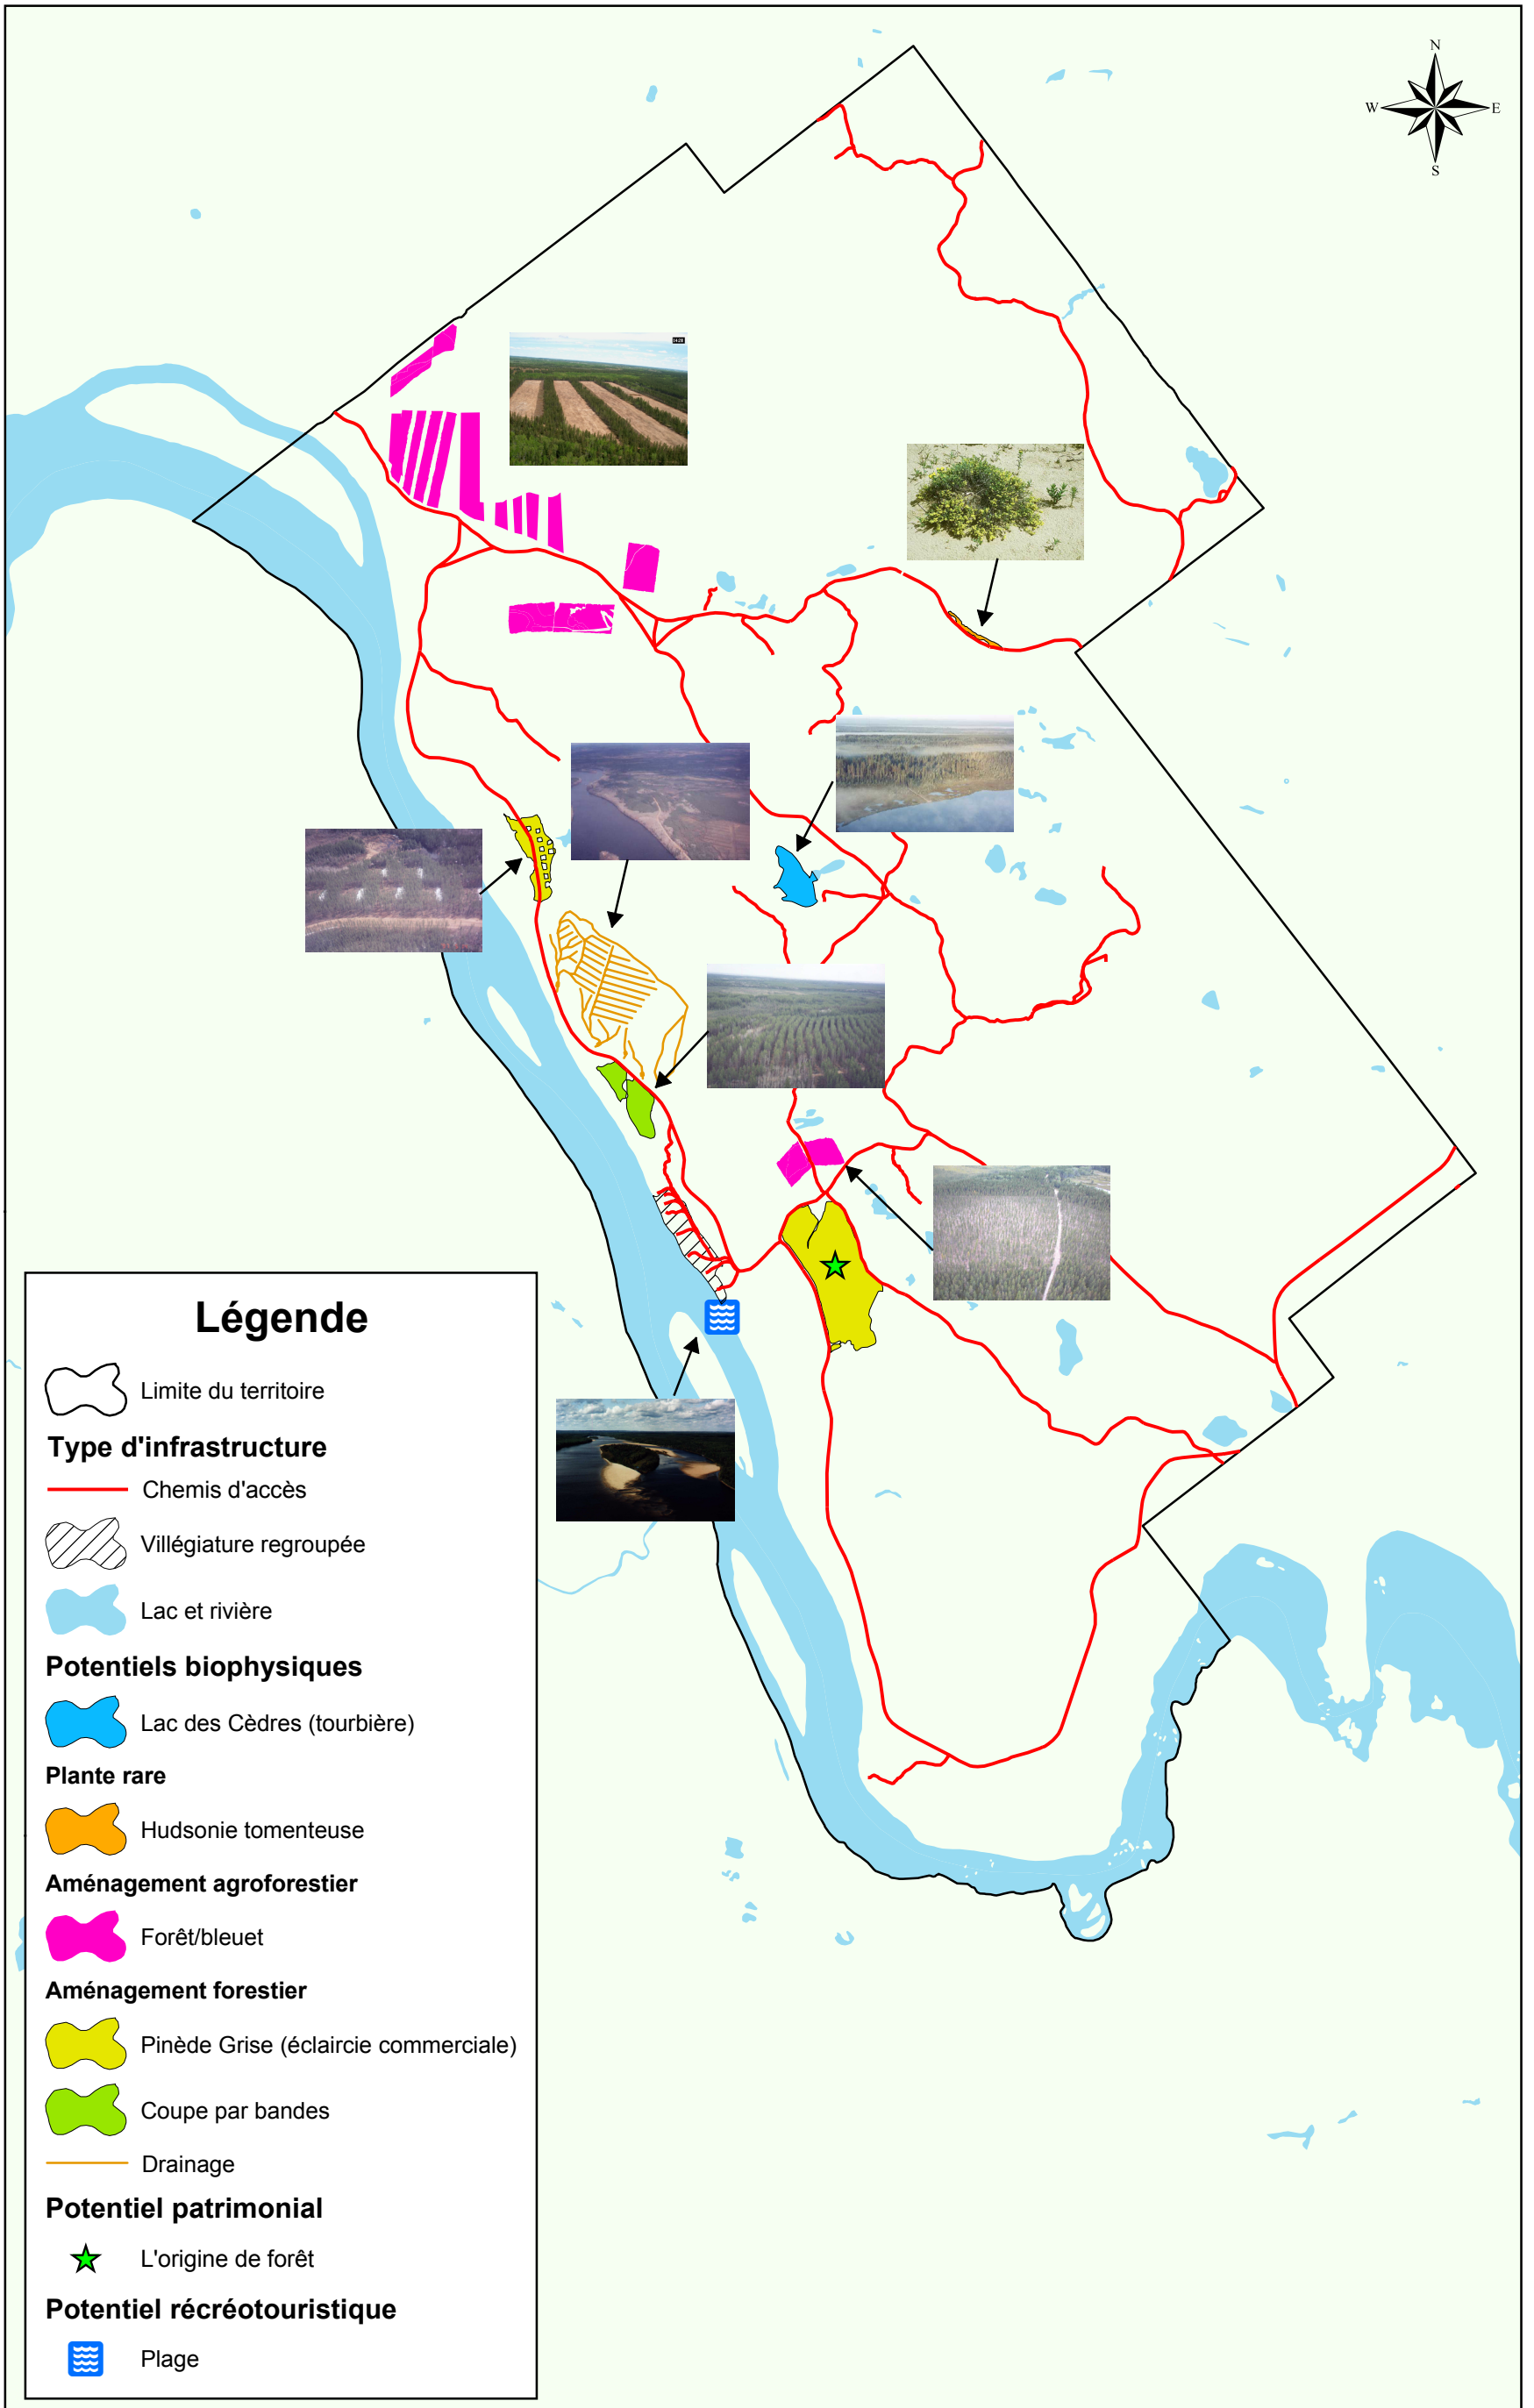 N
W E
S
14:28
Légende
Limite du territoire
Type d'infrastructure
Chemis d'accès
Villégiature regroupée
Lac et rivière
Potentiels biophysiques
Lac des Cèdres (tourbière)
Plante rare
Hudsonie tomenteuse
Aménagement agroforestier
Forêt/bleuet
Aménagement forestier
Pinède Grise (éclaircie commerciale)
Coupe par bandes
Drainage
Potentiel patrimonial
L'origine de forêt
Potentiel récréotouristique
Plage